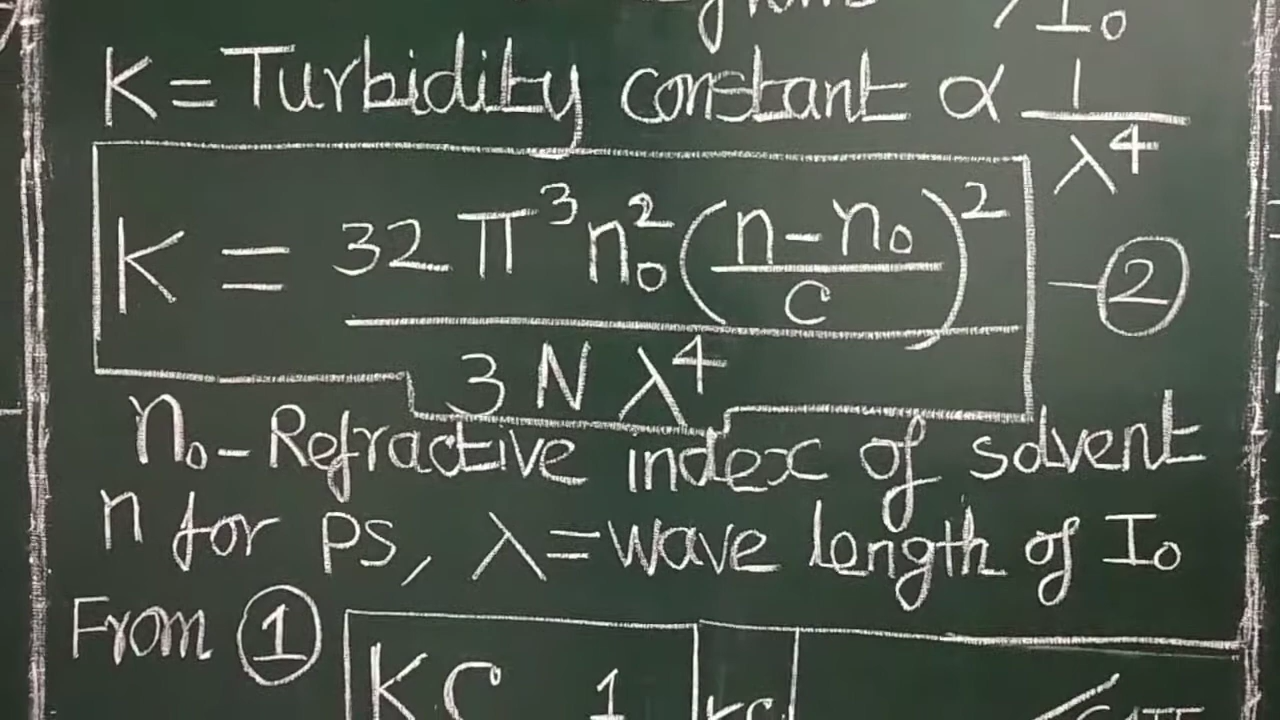 I₀
K = Turbidity constant ∝ 1/λ⁴
K = 32 π³ n₀² ((n - n₀)/C)² / 3 N λ⁴ — ②
n₀ - Refractive index of solvent
n for PS, λ = wave length of I₀
From ① KC 1 KC